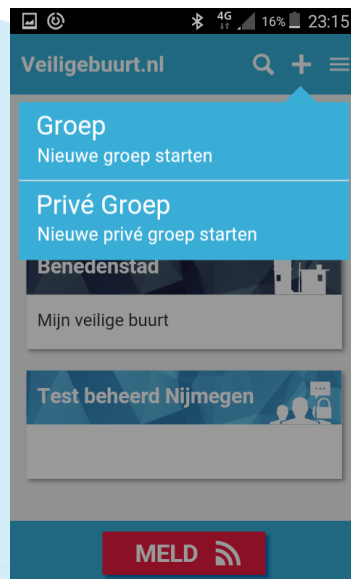 4G 16% 23:15
Veiligebuurt.nl
Groep
Nieuwe groep starten
Privé Groep
Nieuwe privé groep starten
Benedenstad
Mijn veilige buurt
Test beheerd Nijmegen
MELD